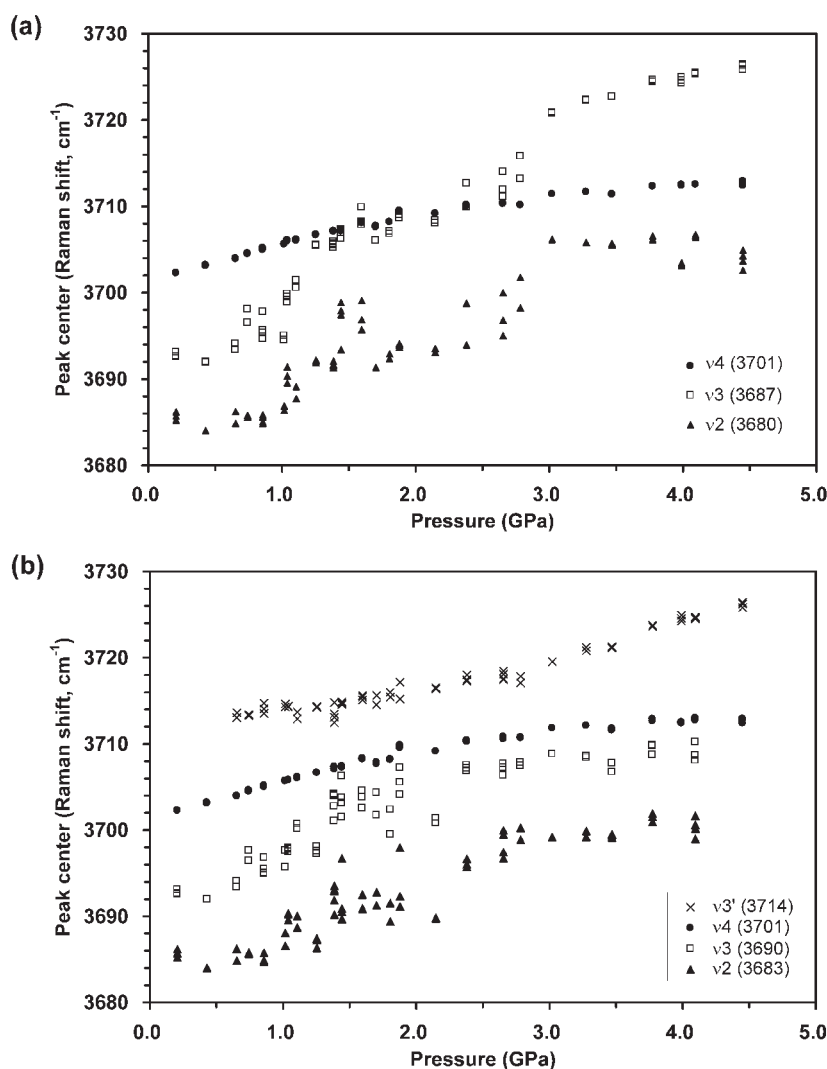 (a)
3730
3720
3710
3700
3690
3680
Peak center (Raman shift, cm⁻¹)
ν4 (3701)
ν3 (3687)
ν2 (3680)
0.0 1.0 2.0 3.0 4.0 5.0
Pressure (GPa)
(b)
3730
3720
3710
3700
3690
3680
Peak center (Raman shift, cm⁻¹)
ν3' (3714)
ν4 (3701)
ν3 (3690)
ν2 (3683)
0.0 1.0 2.0 3.0 4.0 5.0
Pressure (GPa)